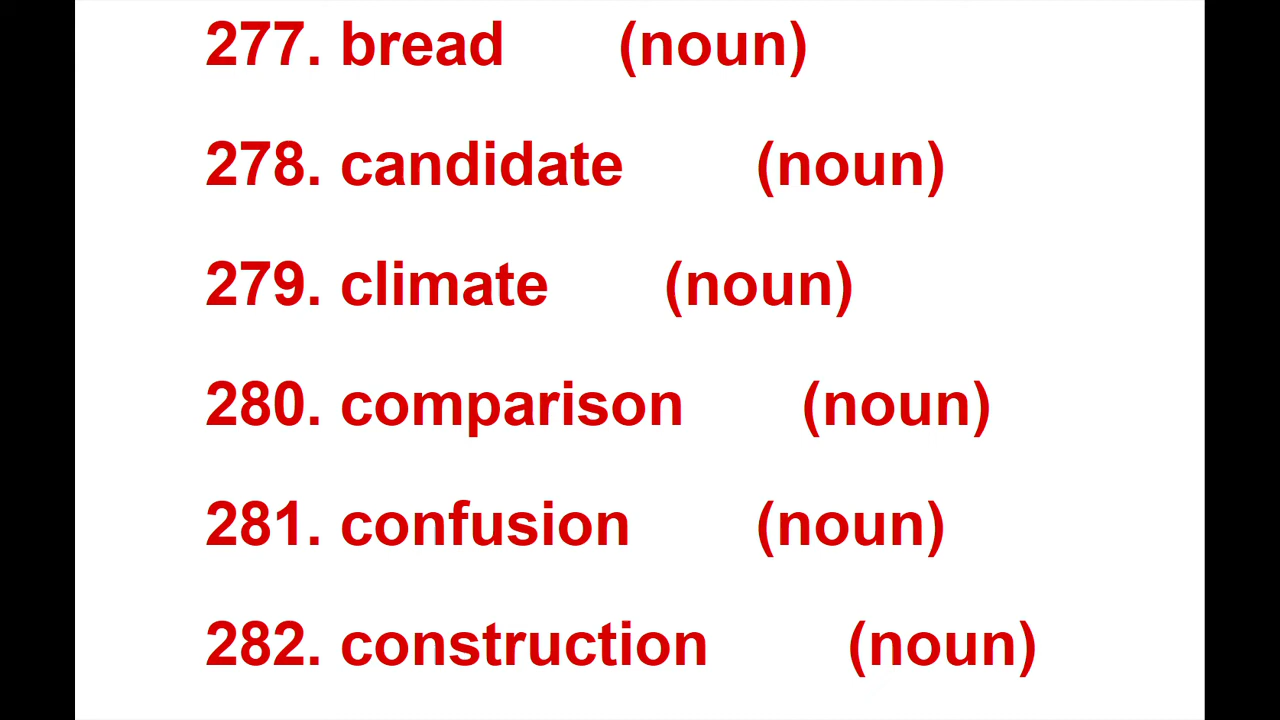 277. bread (noun)
278. candidate (noun)
279. climate (noun)
280. comparison (noun)
281. confusion (noun)
282. construction (noun)